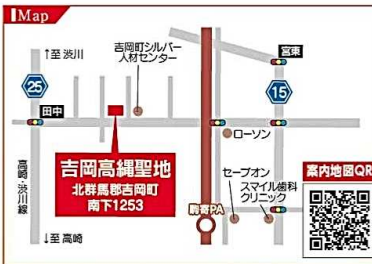 Map
↑至 渋川
吉岡町シルバー
人材センター
宮東
25
田中
15
ローソン
吉岡高縄聖地
北群馬郡吉岡町
南下1253
高崎・渋川線
セーブオン
スマイル歯科
クリニック
案内地図QR
駒寄PA
↓至 高崎